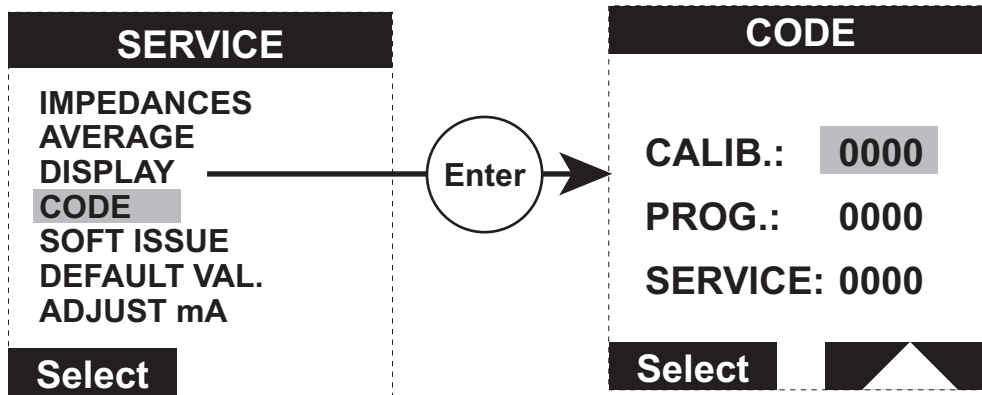 SERVICE
IMPEDANCES
AVERAGE
DISPLAY
CODE
SOFT ISSUE
DEFAULT VAL.
ADJUST mA
Select
Enter
CODE
CALIB.: 0000
PROG.: 0000
SERVICE: 0000
Select